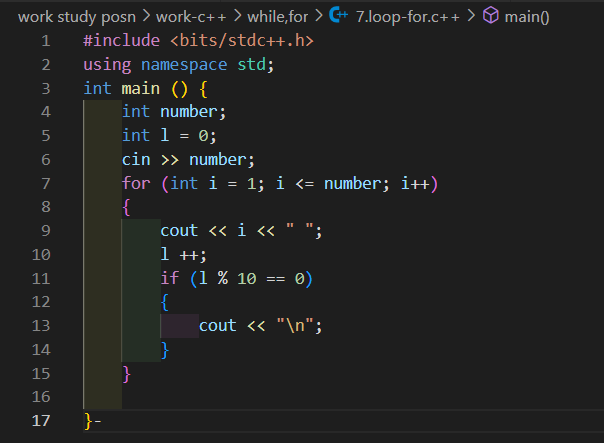 work study posn > work-c++ > while,for > 7.loop-for.c++ > main()
1 #include <bits/stdc++.h>
2 using namespace std;
3 int main () {
4     int number;
5     int l = 0;
6     cin >> number;
7     for (int i = 1; i <= number; i++)
8     {
9         cout << i << " ";
10         l ++;
11         if (l % 10 == 0)
12         {
13             cout << "\n";
14         }
15     }
16
17 }-